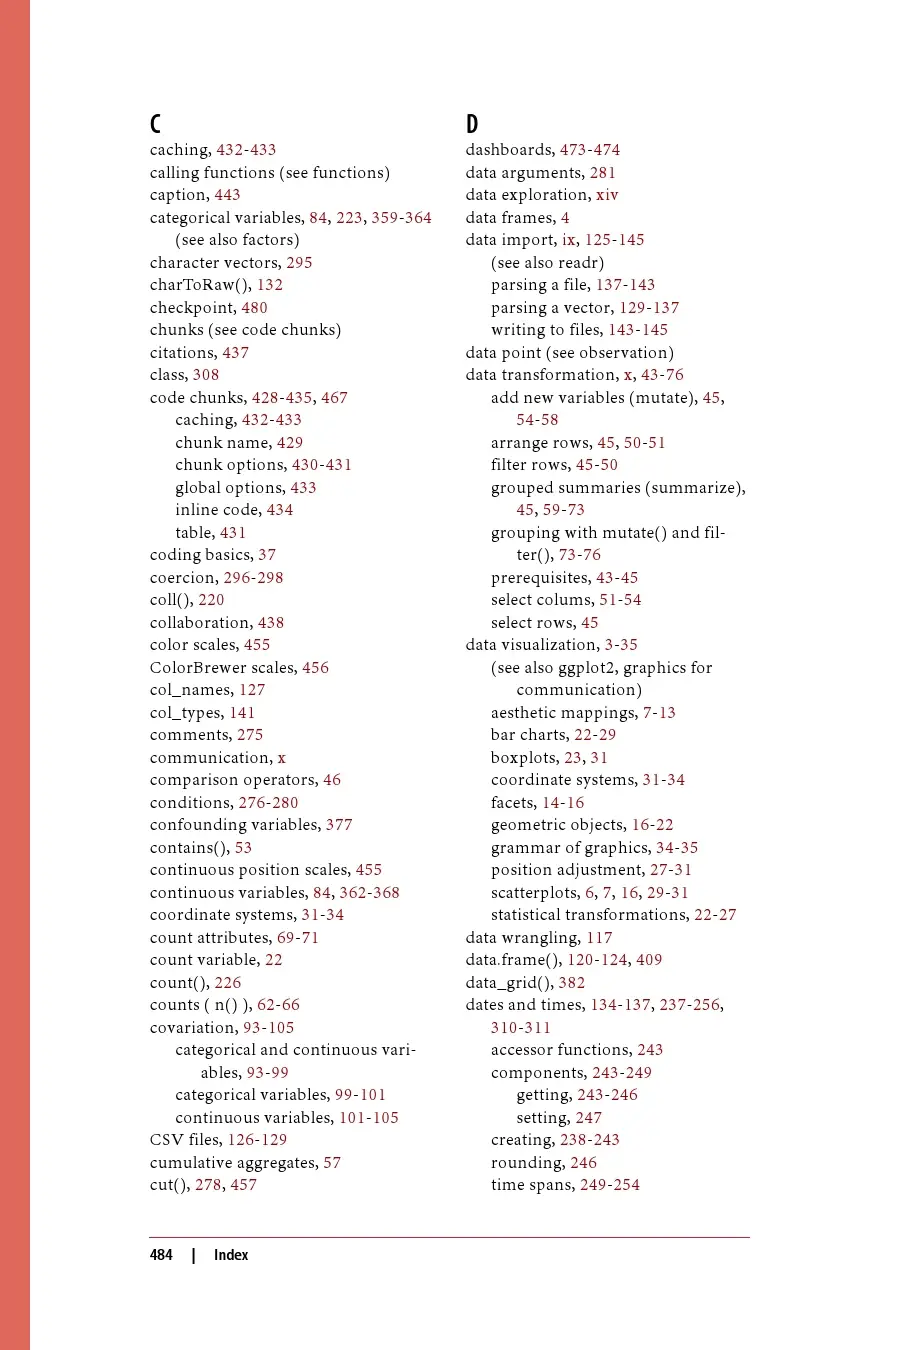 C
caching, 432-433
calling functions (see functions)
caption, 443
categorical variables, 84, 223, 359-364
(see also factors)
character vectors, 295
charToRaw(), 132
checkpoint, 480
chunks (see code chunks)
citations, 437
class, 308
code chunks, 428-435, 467
caching, 432-433
chunk name, 429
chunk options, 430-431
global options, 433
inline code, 434
table, 431
coding basics, 37
coercion, 296-298
coll(), 220
collaboration, 438
color scales, 455
ColorBrewer scales, 456
col_names, 127
col_types, 141
comments, 275
communication, x
comparison operators, 46
conditions, 276-280
confounding variables, 377
contains(), 53
continuous position scales, 455
continuous variables, 84, 362-368
coordinate systems, 31-34
count attributes, 69-71
count variable, 22
count(), 226
counts ( n() ), 62-66
covariation, 93-105
categorical and continuous vari-
ables, 93-99
categorical variables, 99-101
continuous variables, 101-105
CSV files, 126-129
cumulative aggregates, 57
cut(), 278, 457
D
dashboards, 473-474
data arguments, 281
data exploration, xiv
data frames, 4
data import, ix, 125-145
(see also readr)
parsing a file, 137-143
parsing a vector, 129-137
writing to files, 143-145
data point (see observation)
data transformation, x, 43-76
add new variables (mutate), 45,
54-58
arrange rows, 45, 50-51
filter rows, 45-50
grouped summaries (summarize),
45, 59-73
grouping with mutate() and fil-
ter(), 73-76
prerequisites, 43-45
select colums, 51-54
select rows, 45
data visualization, 3-35
(see also ggplot2, graphics for
communication)
aesthetic mappings, 7-13
bar charts, 22-29
boxplots, 23, 31
coordinate systems, 31-34
facets, 14-16
geometric objects, 16-22
grammar of graphics, 34-35
position adjustment, 27-31
scatterplots, 6, 7, 16, 29-31
statistical transformations, 22-27
data wrangling, 117
data.frame(), 120-124, 409
data_grid(), 382
dates and times, 134-137, 237-256,
310-311
accessor functions, 243
components, 243-249
getting, 243-246
setting, 247
creating, 238-243
rounding, 246
time spans, 249-254
484 | Index